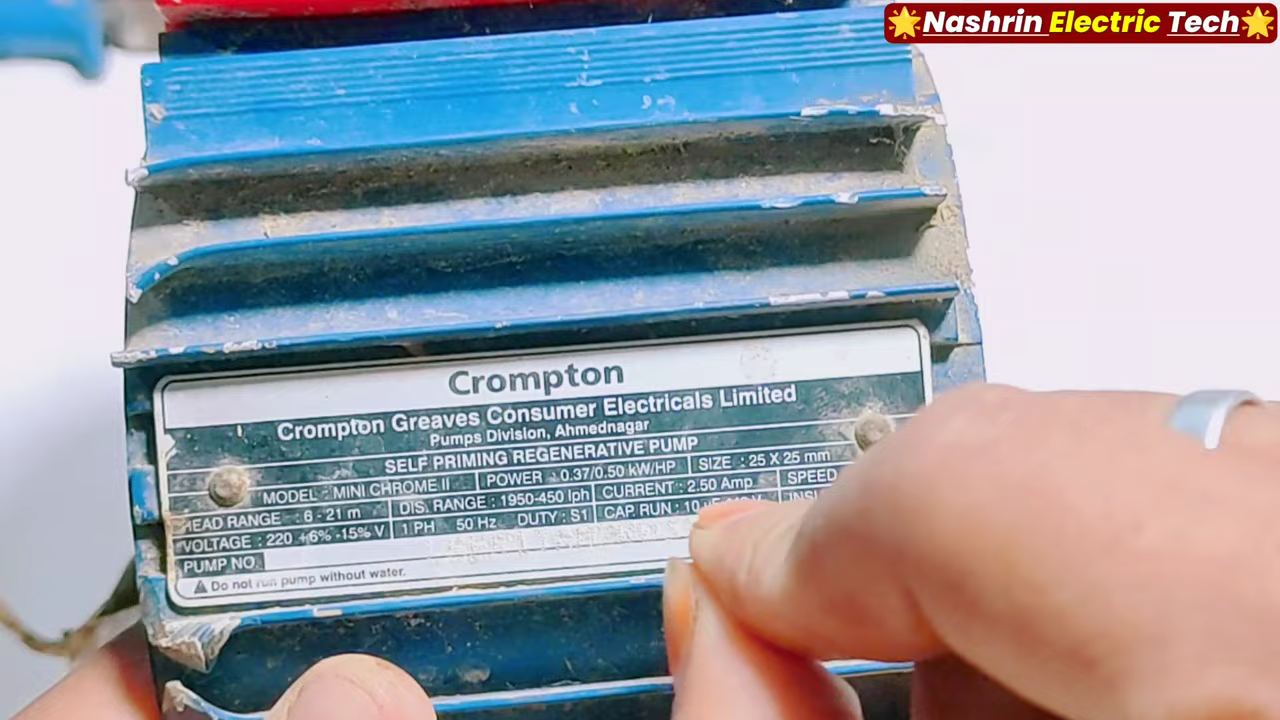 🌟Nashrin Electric Tech🌟
Crompton
Crompton Greaves Consumer Electricals Limited
Pumps Division, Ahmednagar
SELF PRIMING REGENERATIVE PUMP
MODEL : MINI CHROME II POWER : 0.37/0.50 kW/HP SIZE : 25 X 25 mm
HEAD RANGE : 6 - 21 m DIS. RANGE : 1950-450 lph CURRENT : 2.50 Amp SPEED
VOLTAGE : 220 +6% -15% V 1 PH 50 Hz DUTY : S1 CAP. RUN : 10
PUMP NO.
⚠ Do not run pump without water.